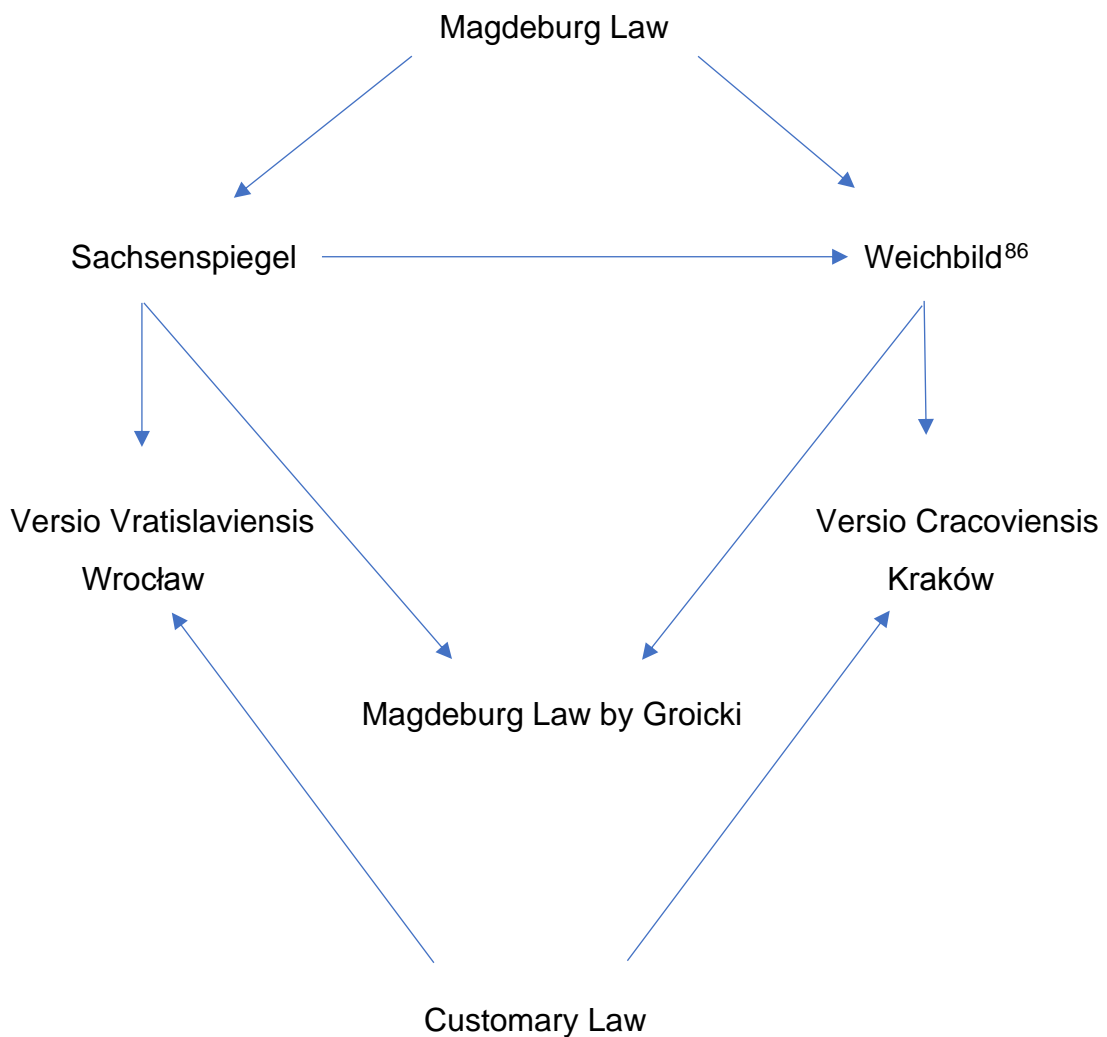 Magdeburg Law
Sachsenspiegel
Weichbild86
Versio Vratislaviensis
Wrocław
Versio Cracoviensis
Kraków
Magdeburg Law by Groicki
Customary Law